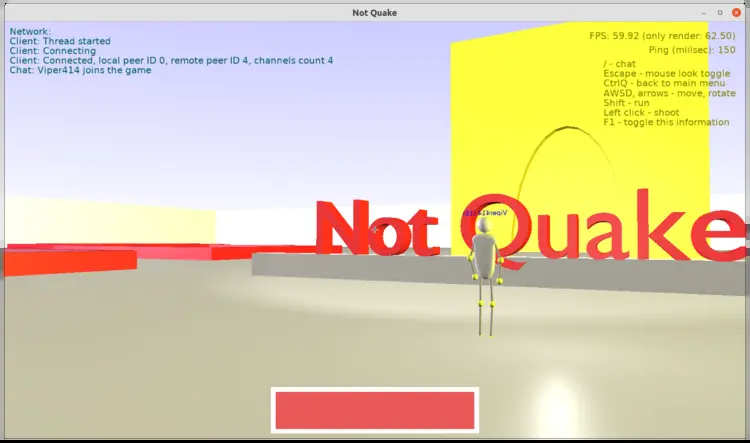 Not Quake
Network:
Client: Thread started
Client: Connecting
Client: Connected, local peer ID 0, remote peer ID 4, channels count 4
Chat: Viper414 joins the game
FPS: 59.92 (only render: 62.50)
Ping (miilsec): 150
/ - chat
Escape - mouse look toggle
CtrlQ - back to main menu
AWSD, arrows - move, rotate
Shift - run
Left click - shoot
F1 - toggle this information
Not Quake